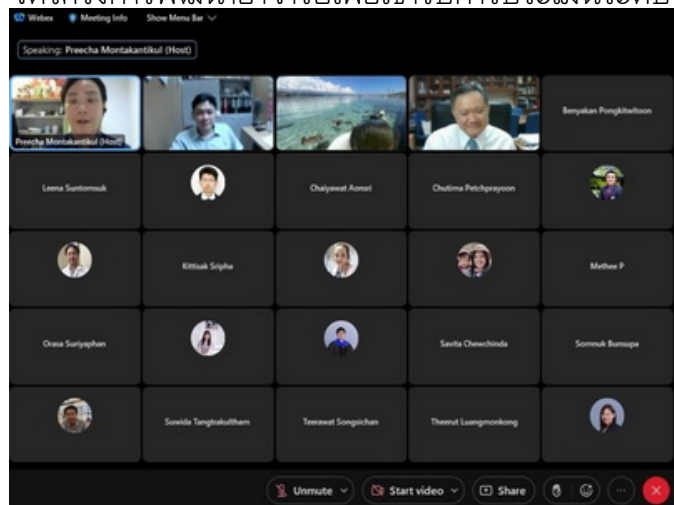 Webex Meeting Info Show Menu Bar
Speaking: Preecha Montakantikul (Host)
Preecha Montakantikul (Host)
Benyakan Pongkitwitoon
Leena Suntornsuk
Chaiyawat Aonsri
Chutima Petchprayoon
Kittisak Sripha
Methee P
Orasa Suriyaphan
Savita Chewchinda
Somnuk Bunsupa
Suwida Tangtrakultham
Teerawat Songsichan
Theerut Luangmonkong
Unmute
Start video
Share